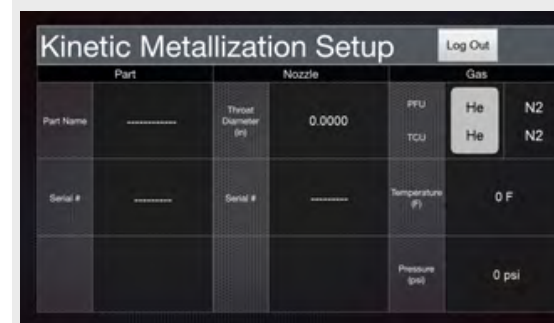 Kinetic Metallization Setup
Log Out
Part Nozzle Gas
Part Name ------------
Throat Diameter (in) 0.0000
PFU He N2
TCU He N2
Serial # ---------
Serial # ---------
Temperature (F) 0 F
Pressure (psi) 0 psi